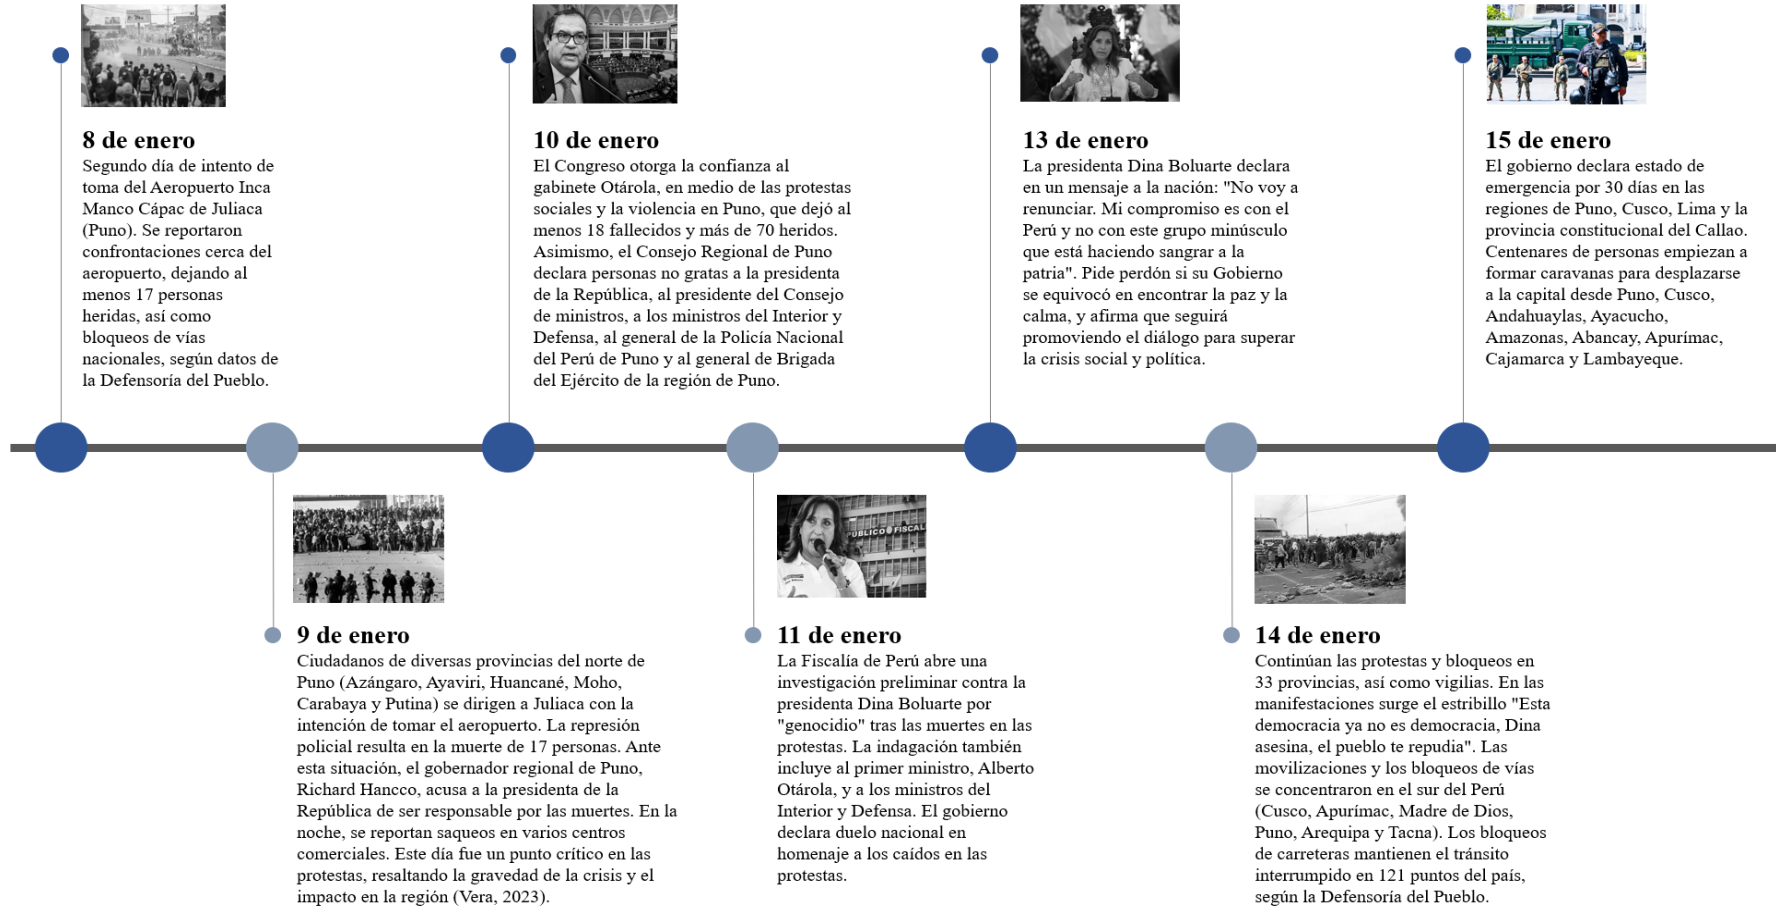 8 de enero
Segundo día de intento de
toma del Aeropuerto Inca
Manco Cápac de Juliaca
(Puno). Se reportaron
confrontaciones cerca del
aeropuerto, dejando al
menos 17 personas
heridas, así como
bloqueos de vías
nacionales, según datos de
la Defensoría del Pueblo.
10 de enero
El Congreso otorga la confianza al
gabinete Otárola, en medio de las protestas
sociales y la violencia en Puno, que dejó al
menos 18 fallecidos y más de 70 heridos.
Asimismo, el Consejo Regional de Puno
declara personas no gratas a la presidenta
de la República, al presidente del Consejo
de ministros, a los ministros del Interior y
Defensa, al general de la Policía Nacional
del Perú de Puno y al general de Brigada
del Ejército de la región de Puno.
13 de enero
La presidenta Dina Boluarte declara
en un mensaje a la nación: "No voy a
renunciar. Mi compromiso es con el
Perú y no con este grupo minúsculo
que está haciendo sangrar a la
patria". Pide perdón si su Gobierno
se equivocó en encontrar la paz y la
calma, y afirma que seguirá
promoviendo el diálogo para superar
la crisis social y política.
15 de enero
El gobierno declara estado de
emergencia por 30 días en las
regiones de Puno, Cusco, Lima y la
provincia constitucional del Callao.
Centenares de personas empiezan a
formar caravanas para desplazarse
a la capital desde Puno, Cusco,
Andahuaylas, Ayacucho,
Amazonas, Abancay, Apurímac,
Cajamarca y Lambayeque.
9 de enero
Ciudadanos de diversas provincias del norte de
Puno (Azángaro, Ayaviri, Huancané, Moho,
Carabaya y Putina) se dirigen a Juliaca con la
intención de tomar el aeropuerto. La represión
policial resulta en la muerte de 17 personas. Ante
esta situación, el gobernador regional de Puno,
Richard Hancco, acusa a la presidenta de la
República de ser responsable por las muertes. En la
noche, se reportan saqueos en varios centros
comerciales. Este día fue un punto crítico en las
protestas, resaltando la gravedad de la crisis y el
impacto en la región (Vera, 2023).
PUBLICO FISCAL
11 de enero
La Fiscalía de Perú abre una
investigación preliminar contra la
presidenta Dina Boluarte por
"genocidio" tras las muertes en las
protestas. La indagación también
incluye al primer ministro, Alberto
Otárola, y a los ministros del
Interior y Defensa. El gobierno
declara duelo nacional en
homenaje a los caídos en las
protestas.
14 de enero
Continúan las protestas y bloqueos en
33 provincias, así como vigilias. En las
manifestaciones surge el estribillo "Esta
democracia ya no es democracia, Dina
asesina, el pueblo te repudia". Las
movilizaciones y los bloqueos de vías
se concentraron en el sur del Perú
(Cusco, Apurímac, Madre de Dios,
Puno, Arequipa y Tacna). Los bloqueos
de carreteras mantienen el tránsito
interrumpido en 121 puntos del país,
según la Defensoría del Pueblo.